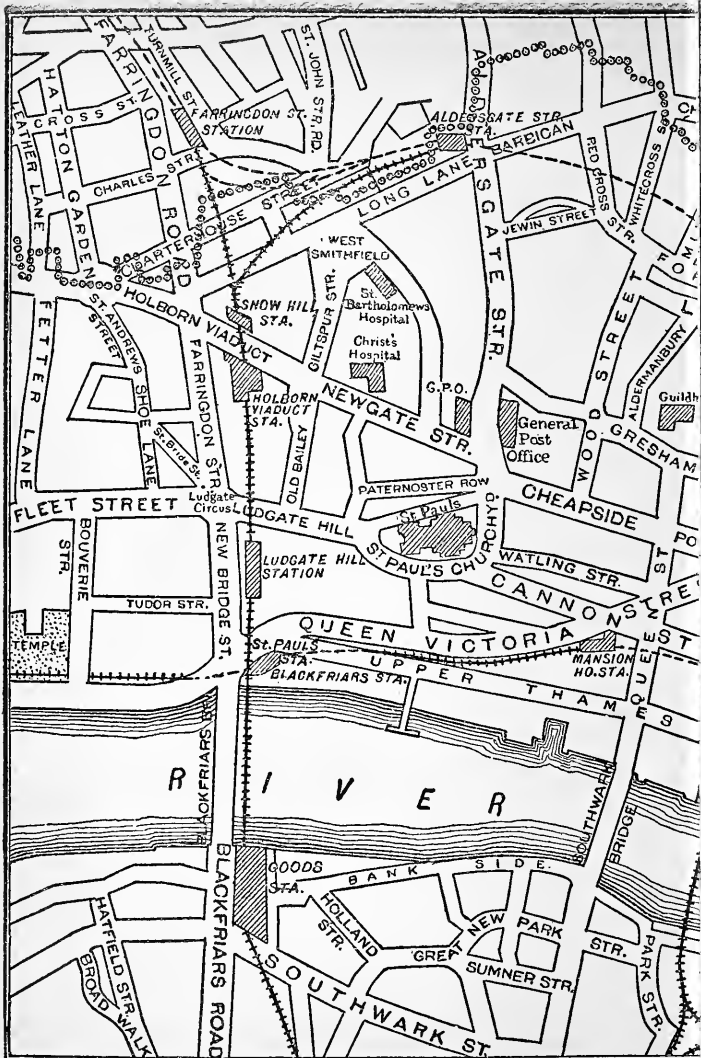 FARRINGDON ROAD
TURNMILL ST.
ST. JOHN STR. RD.
HATTON GARDEN
CROSS ST.
LEATHER LANE
FARRINGDON ST.
STATION
ALDERSGATE STR.
STA.
BARBICAN
RED CROSS STR.
WHITECROSS S
CHARLES STR.
CHARTERHOUSE STREET
LONG LANE
ALDERSGATE STR.
JEWIN STREET
WEST
SMITHFIELD
GILTSPUR STR.
St.
Bartholomews
Hospital
Christ's
Hospital
SNOW HILL
STA.
HOLBORN VIADUCT
ST. ANDREWS
STREET
SHOE LANE
FARRINGDON STR.
HOLBORN
VIADUCT
STA.
FETTER LANE
St. Bride St.
OLD BAILEY
NEWGATE STR.
G.P.O.
General
Post
Office
WOOD STREET
ALDERMANBURY
Guildh
GRESHAM
PATERNOSTER ROW
CHEAPSIDE
PO
FLEET STREET
Ludgate
Circus
LUDGATE HILL
St. Pauls
ST. PAUL'S CHURCHYD.
WATLING STR.
CANNON STREE
BOUVERIE
STR.
NEW BRIDGE ST.
LUDGATE HILL
STATION
TUDOR STR.
TEMPLE
QUEEN VICTORIA ST
QUEEN ST
St. Pauls
STA.
BLACKFRIARS STA.
MANSION
HO. STA.
UPPER THAMES
BLACKFRIARS BR.
RIVER
SOUTHWARK
BRIDGE
GOODS
STA.
BANK SIDE.
BLACKFRIARS ROAD
HATFIELD STR.
BROAD WALK
HOLLAND
STR.
GREAT NEW PARK STR.
SUMNER STR.
PARK STR.
SOUTHWARK ST.